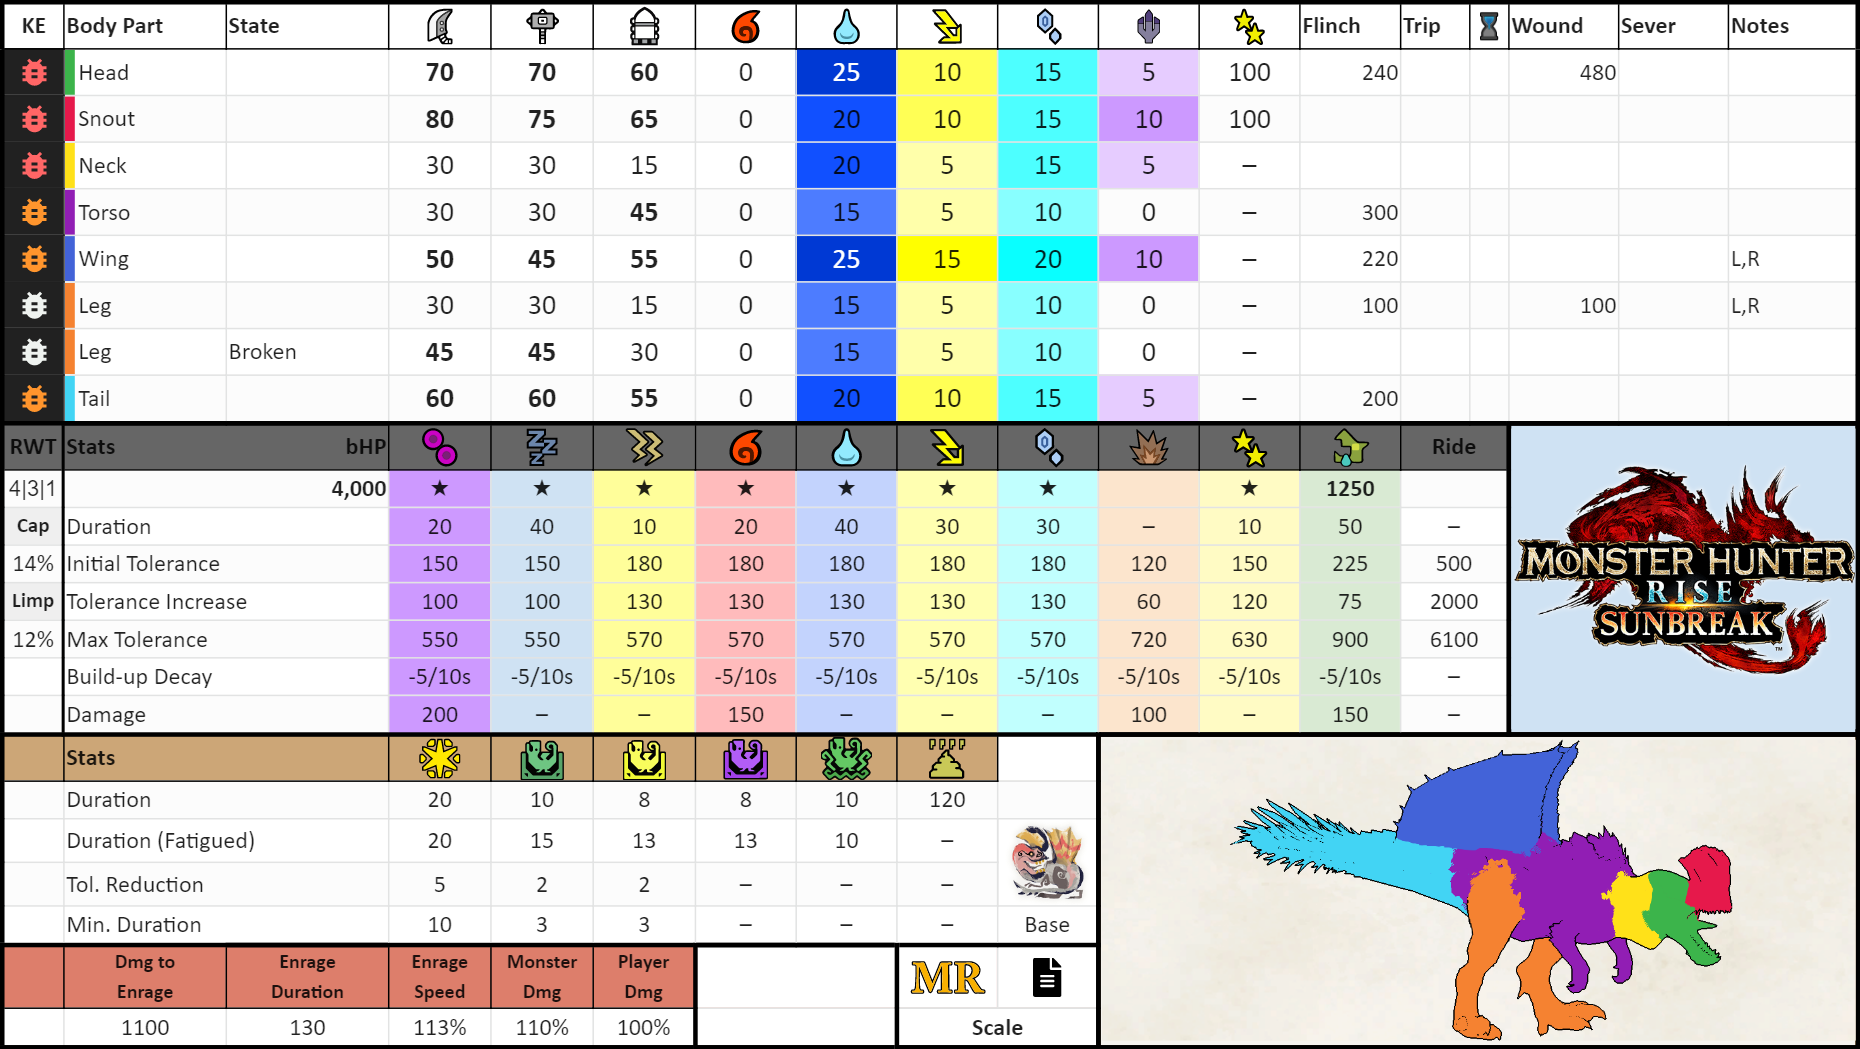 KE Body Part State Flinch Trip Wound Sever Notes
Head 70 70 60 0 25 10 15 5 100 240 480
Snout 80 75 65 0 20 10 15 10 100
Neck 30 30 15 0 20 5 15 5 –
Torso 30 30 45 0 15 5 10 0 – 300
Wing 50 45 55 0 25 15 20 10 – 220 L,R
Leg 30 30 15 0 15 5 10 0 – 100 100 L,R
Leg Broken 45 45 30 0 15 5 10 0 –
Tail 60 60 55 0 20 10 15 5 – 200
RWT Stats bHP Ride
4|3|1 4,000 ★ ★ ★ ★ ★ ★ ★ ★ 1250
Cap Duration 20 40 10 20 40 30 30 – 10 50 –
14% Initial Tolerance 150 150 180 180 180 180 180 120 150 225 500
Limp Tolerance Increase 100 100 130 130 130 130 130 60 120 75 2000
12% Max Tolerance 550 550 570 570 570 570 570 720 630 900 6100
Build-up Decay -5/10s -5/10s -5/10s -5/10s -5/10s -5/10s -5/10s -5/10s -5/10s -5/10s –
Damage 200 – – 150 – – – 100 – 150 –
MONSTER HUNTER
RISE
SUNBREAK
™
Stats
Duration 20 10 8 8 10 120
Duration (Fatigued) 20 15 13 13 10 –
Tol. Reduction 5 2 2 – – –
Min. Duration 10 3 3 – – – Base
Dmg to Enrage Enrage Monster Player
Enrage Duration Speed Dmg Dmg
MR
1100 130 113% 110% 100% Scale